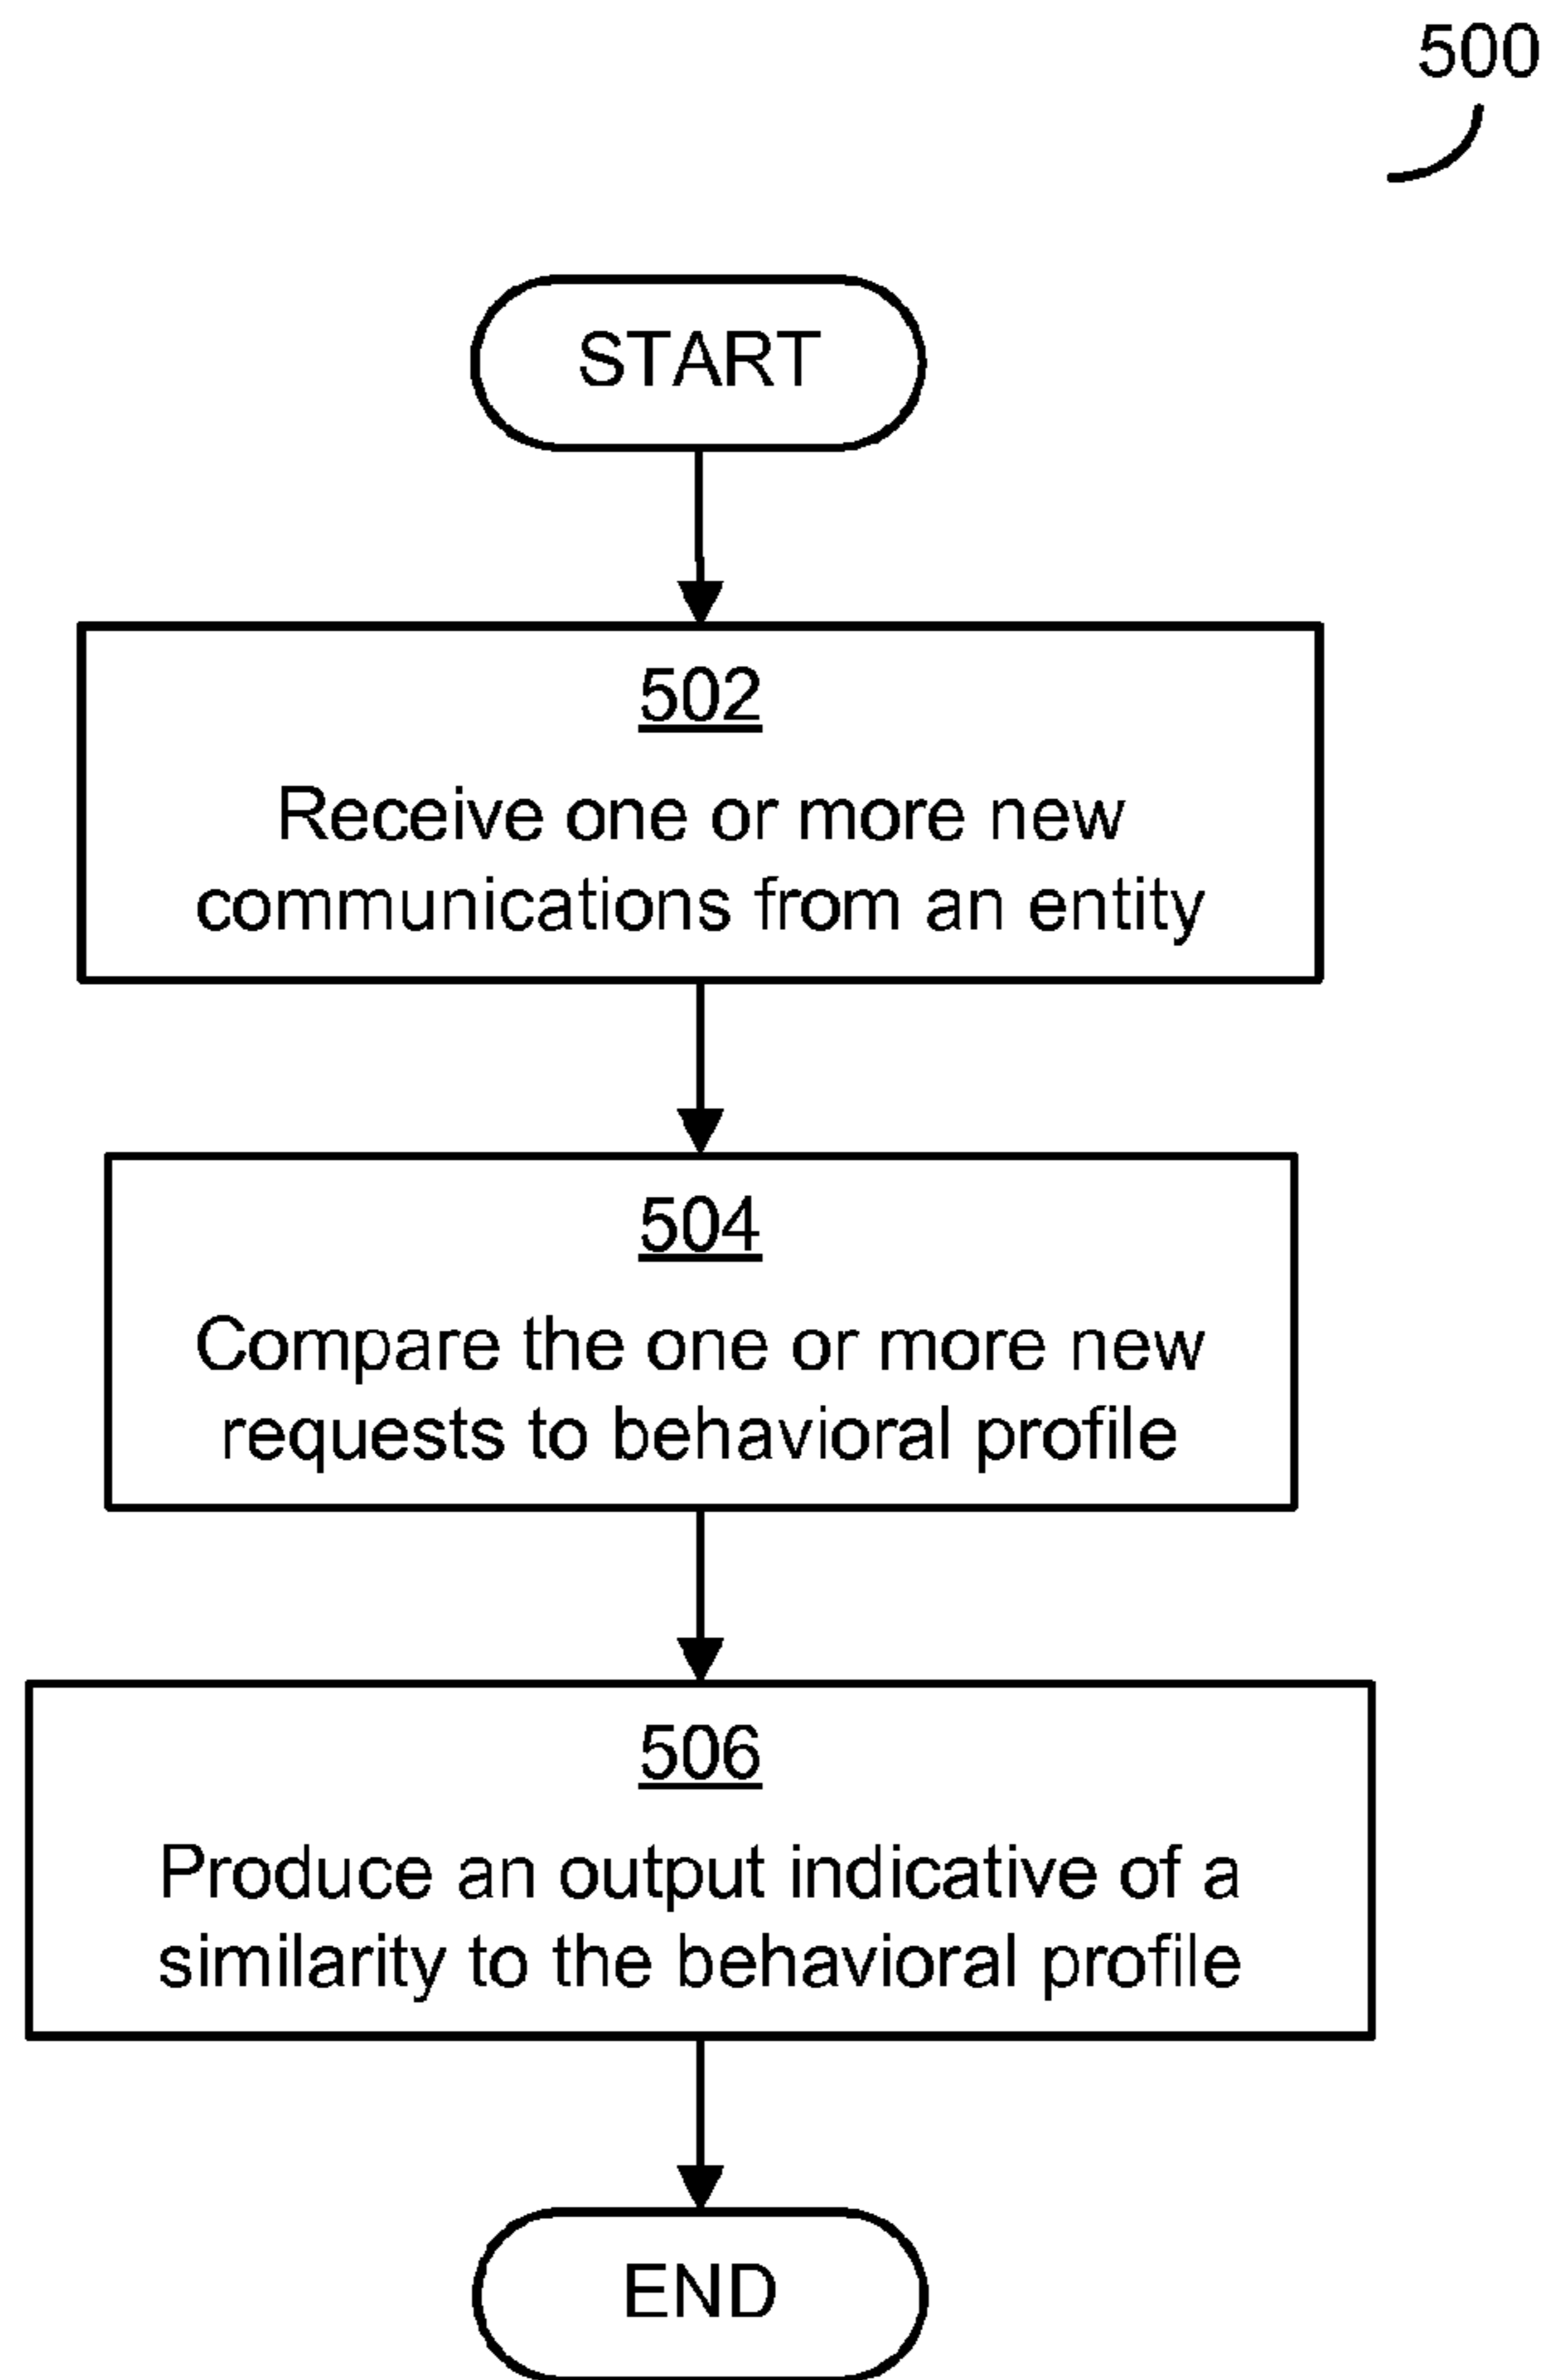 500
START
502
Receive one or more new
communications from an entity
504
Compare the one or more new
requests to behavioral profile
506
Produce an output indicative of a
similarity to the behavioral profile
END